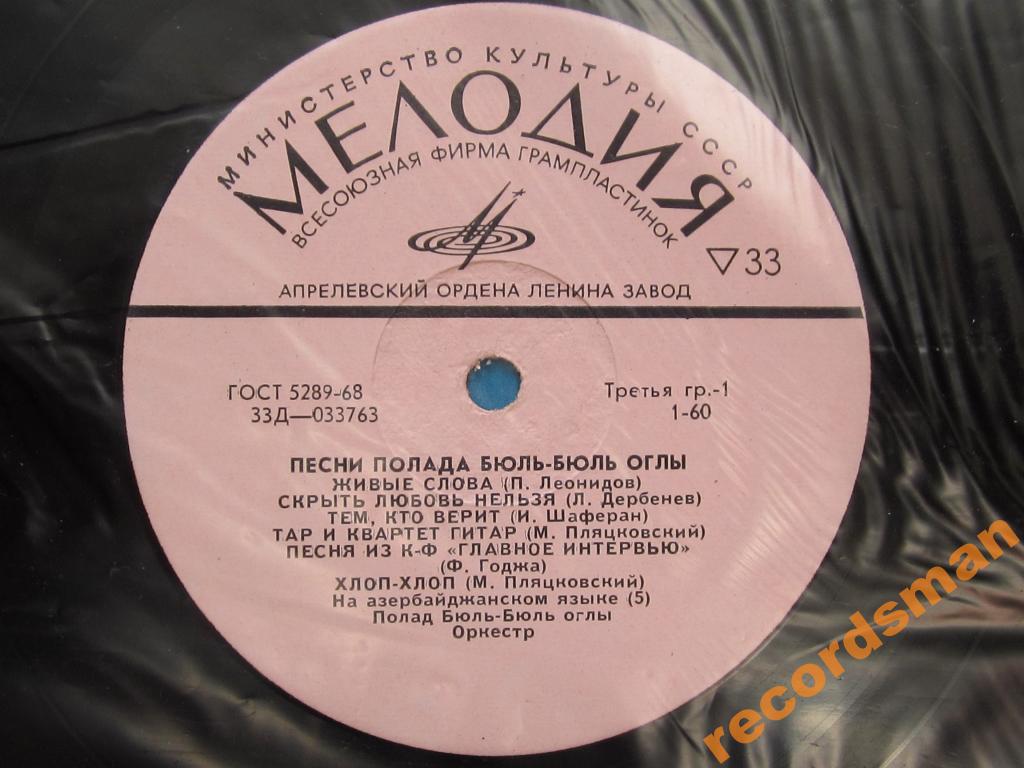 МИНИСТЕРСТВО КУЛЬТУРЫ СССР
МЕЛОДИЯ
ВСЕСОЮЗНАЯ ФИРМА ГРАМПЛАСТИНОК
▽33
АПРЕЛЕВСКИЙ ОРДЕНА ЛЕНИНА ЗАВОД
ГОСТ 5289-68
Третья гр.-1
33Д—033763
1-60
ПЕСНИ ПОЛАДА БЮЛЬ-БЮЛЬ ОГЛЫ
ЖИВЫЕ СЛОВА (П. Леонидов)
СКРЫТЬ ЛЮБОВЬ НЕЛЬЗЯ (Л. Дербенев)
ТЕМ, КТО ВЕРИТ (И. Шаферан)
ТАР И КВАРТЕТ ГИТАР (М. Пляцковский)
ПЕСНЯ ИЗ К-Ф «ГЛАВНОЕ ИНТЕРВЬЮ»
(Ф. Годжа)
ХЛОП-ХЛОП (М. Пляцковский)
На азербайджанском языке (5)
Полад Бюль-Бюль оглы
Оркестр
recordsman